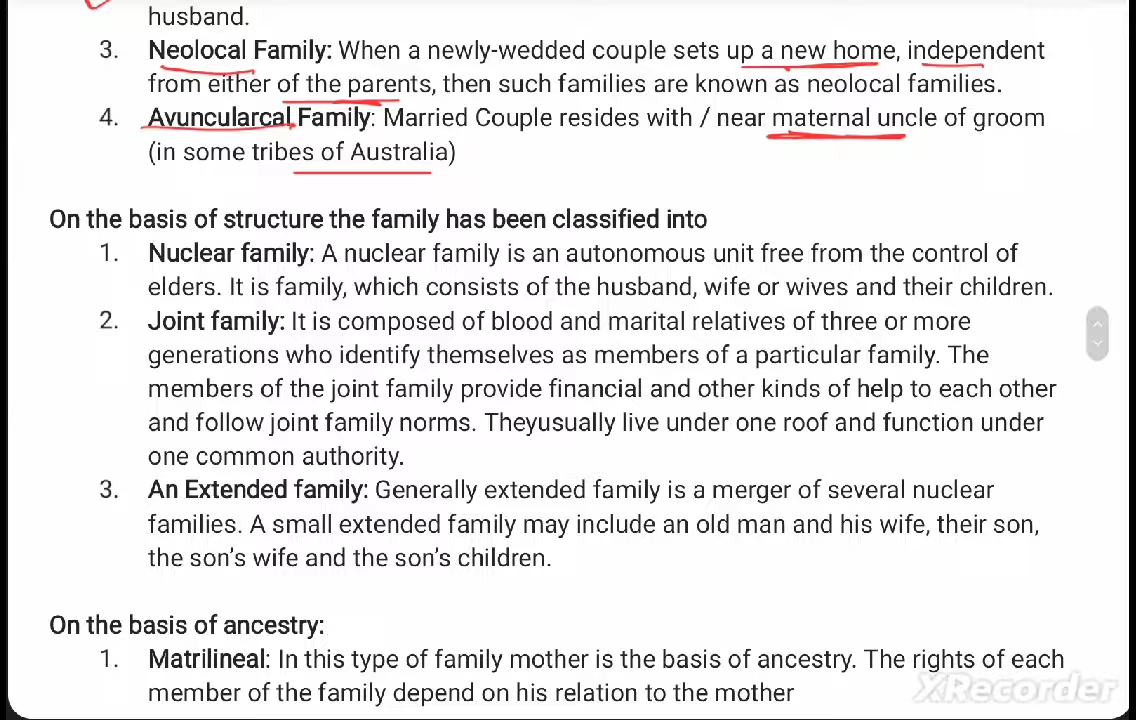 husband.
3. Neolocal Family: When a newly-wedded couple sets up a new home, independent
from either of the parents, then such families are known as neolocal families.
4. Avuncularcal Family: Married Couple resides with / near maternal uncle of groom
(in some tribes of Australia)
On the basis of structure the family has been classified into
1. Nuclear family: A nuclear family is an autonomous unit free from the control of
elders. It is family, which consists of the husband, wife or wives and their children.
2. Joint family: It is composed of blood and marital relatives of three or more
generations who identify themselves as members of a particular family. The
members of the joint family provide financial and other kinds of help to each other
and follow joint family norms. Theyusually live under one roof and function under
one common authority.
3. An Extended family: Generally extended family is a merger of several nuclear
families. A small extended family may include an old man and his wife, their son,
the son's wife and the son's children.
On the basis of ancestry:
1. Matrilineal: In this type of family mother is the basis of ancestry. The rights of each
member of the family depend on his relation to the mother
XRecorder